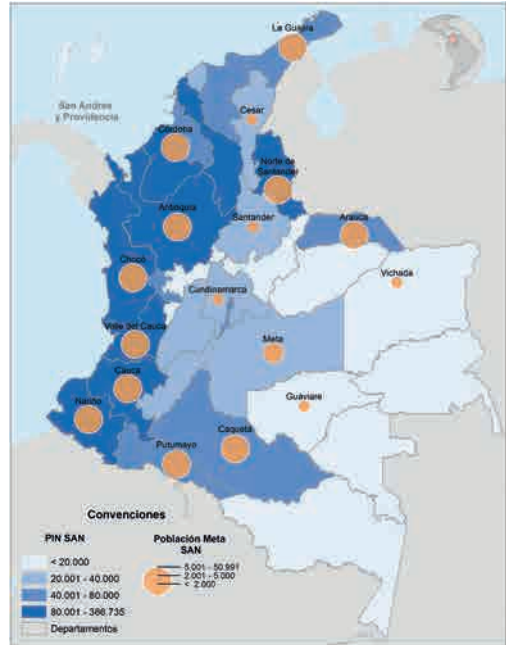 La Guajira
San Andres
y Providencia
Cesar
Córdoba
Norte de
Santander
Antioquia
Santander
Arauca
Chocó
Vichada
Cundinamarca
Valle del Cauca
Meta
Cauca
Guaviare
Nariño
Caquetá
Putumayo
Convenciones
PIN SAN
< 20.000
20.001 - 40.000
40.001 - 80.000
80.001 - 366.735
Departamentos
Población Meta
SAN
5.001 - 50.991
2.001 - 5.000
< 2.000